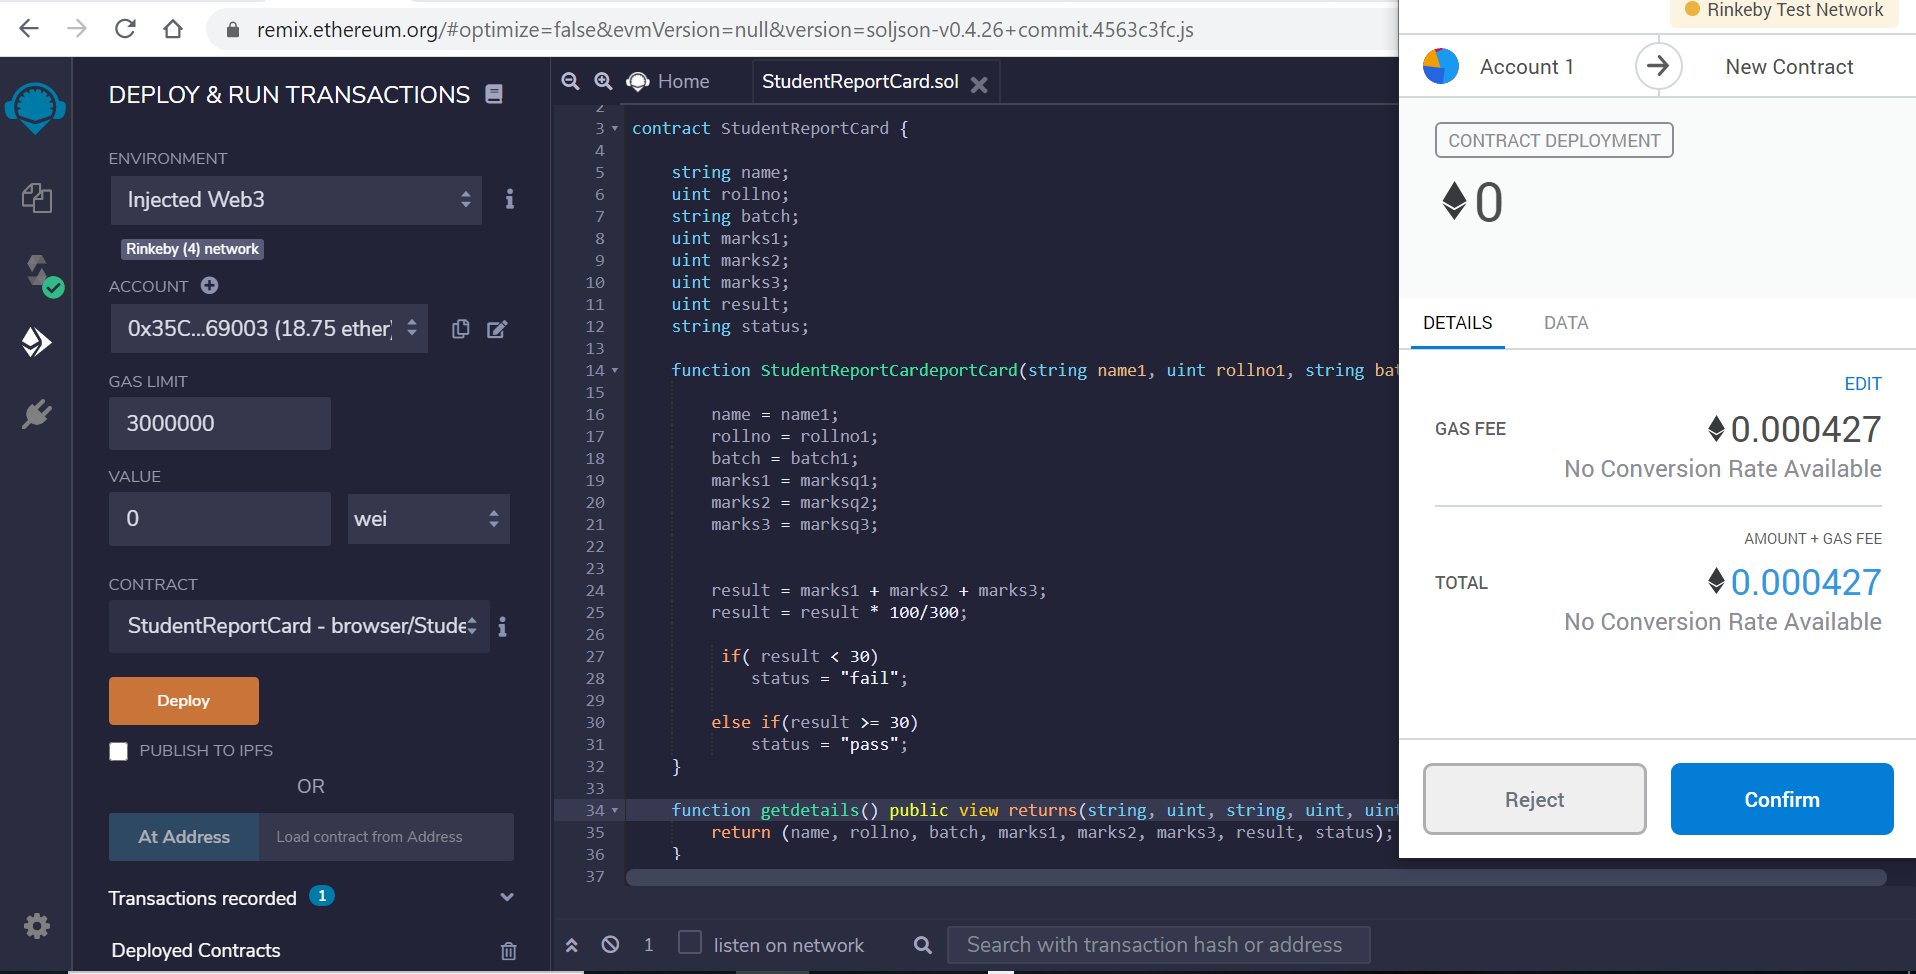 remix.ethereum.org/#optimize=false&evmVersion=null&version=soljson-v0.4.26+commit.4563c3fc.js
DEPLOY & RUN TRANSACTIONS
ENVIRONMENT
Injected Web3
Rinkeby (4) network
ACCOUNT
0x35C...69003 (18.75 ether)
GAS LIMIT
3000000
VALUE
0
wei
CONTRACT
StudentReportCard - browser/Stude
Deploy
PUBLISH TO IPFS
OR
At Address
Load contract from Address
Transactions recorded 1
Deployed Contracts
Home
StudentReportCard.sol
2
3 contract StudentReportCard {
4
5 string name;
6 uint rollno;
7 string batch;
8 uint marks1;
9 uint marks2;
10 uint marks3;
11 uint result;
12 string status;
13
14 function StudentReportCardeportCard(string name1, uint rollno1, string bat
15
16 name = name1;
17 rollno = rollno1;
18 batch = batch1;
19 marks1 = marksq1;
20 marks2 = marksq2;
21 marks3 = marksq3;
22
23
24 result = marks1 + marks2 + marks3;
25 result = result * 100/300;
26
27 if( result < 30)
28 status = "fail";
29
30 else if(result >= 30)
31 status = "pass";
32 }
33
34 function getdetails() public view returns(string, uint, string, uint, uint
35 return (name, rollno, batch, marks1, marks2, marks3, result, status);
36 }
37
1
listen on network
Search with transaction hash or address
Rinkeby Test Network
Account 1
New Contract
CONTRACT DEPLOYMENT
0
DETAILS
DATA
EDIT
GAS FEE
0.000427
No Conversion Rate Available
AMOUNT + GAS FEE
TOTAL
0.000427
No Conversion Rate Available
Reject
Confirm